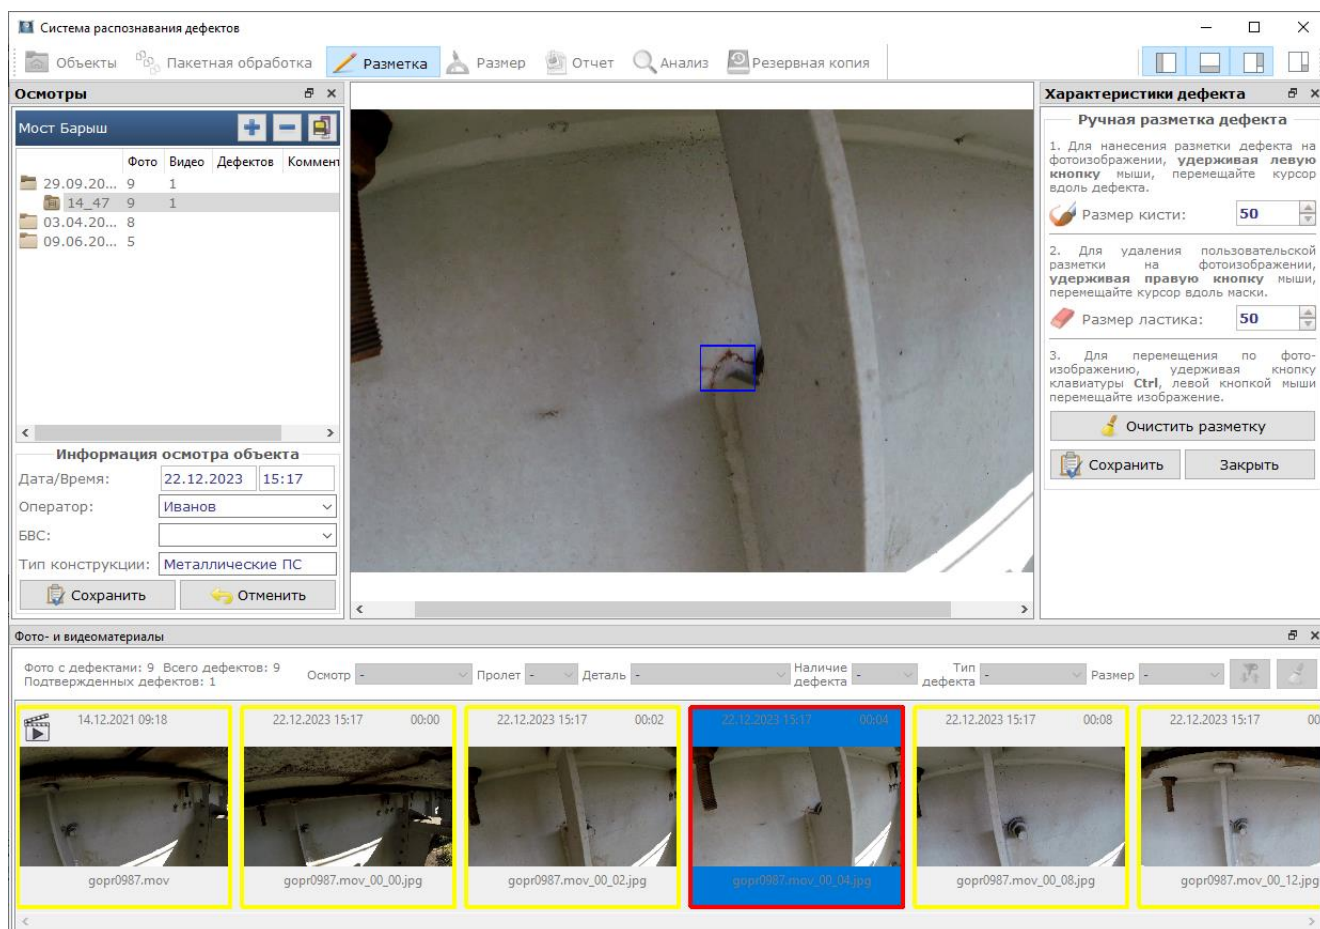 Система распознавания дефектов
Объекты Пакетная обработка Разметка Размер Отчет Анализ Резервная копия
Осмотры
Мост Барыш
Фото Видео Дефектов Коммент
29.09.20... 9 1
14_47 9 1
03.04.20... 8
09.06.20... 5
Информация осмотра объекта
Дата/Время: 22.12.2023 15:17
Оператор: Иванов
БВС:
Тип конструкции: Металлические ПС
Сохранить Отменить
Характеристики дефекта
Ручная разметка дефекта
1. Для нанесения разметки дефекта на
фотоизображении, удерживая левую
кнопку мыши, перемещайте курсор
вдоль дефекта.
Размер кисти: 50
2. Для удаления пользовательской
разметки на фотоизображении,
удерживая правую кнопку мыши,
перемещайте курсор вдоль маски.
Размер ластика: 50
3. Для перемещения по фото-
изображению, удерживая кнопку
клавиатуры Ctrl, левой кнопкой мыши
перемещайте изображение.
Очистить разметку
Сохранить Закрыть
Фото- и видеоматериалы
Фото с дефектами: 9 Всего дефектов: 9
Подтвержденных дефектов: 1
Осмотр - Пролет - Деталь - Наличие дефекта - Тип дефекта - Размер -
14.12.2021 09:18
22.12.2023 15:17 00:00
22.12.2023 15:17 00:02
22.12.2023 15:17 00:04
22.12.2023 15:17 00:08
22.12.2023 15:17 00
gopr0987.mov
gopr0987.mov_00_00.jpg
gopr0987.mov_00_02.jpg
gopr0987.mov_00_04.jpg
gopr0987.mov_00_08.jpg
gopr0987.mov_00_12.jpg